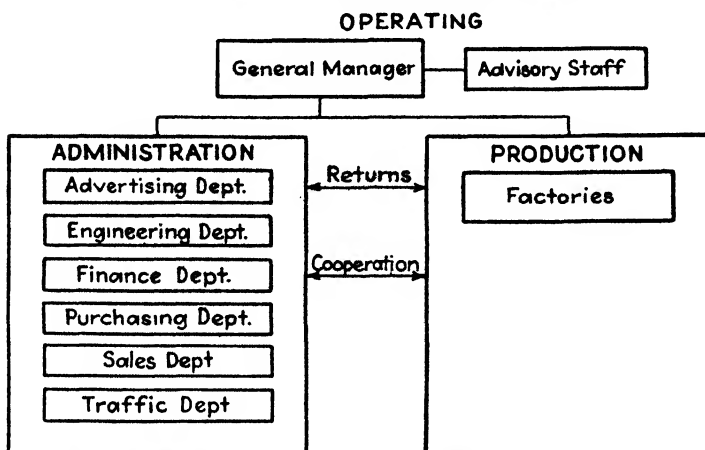 OPERATING
General Manager
Advisory Staff
ADMINISTRATION
Advertising Dept.
Engineering Dept.
Finance Dept.
Purchasing Dept.
Sales Dept
Traffic Dept
Returns
Cooperation
PRODUCTION
Factories